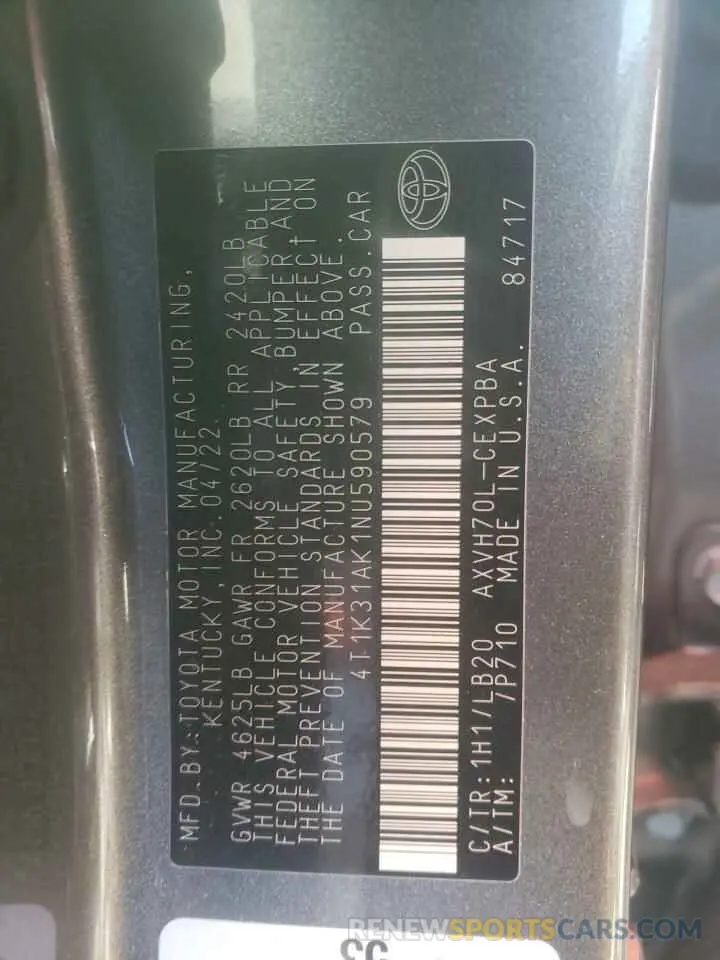 MFD. BY: TOYOTA MOTOR MANUFACTURING,
KENTUCKY, INC. 04/22
GVWR 4625LB GAWR FR 2620LB RR 2420LB
THIS VEHICLE CONFORMS TO ALL APPLICABLE
FEDERAL MOTOR VEHICLE SAFETY, BUMPER, AND
THEFT PREVENTION STANDARDS IN EFFECT ON
THE DATE OF MANUFACTURE SHOWN ABOVE.
4T1K31AK1NU590579 PASS.CAR
C/TR: 1H1/LB20 AXVH70L-CEXPBA
A/TM: 7P710 MADE IN U.S.A. 84717
RENEWSPORTSCARS.COM